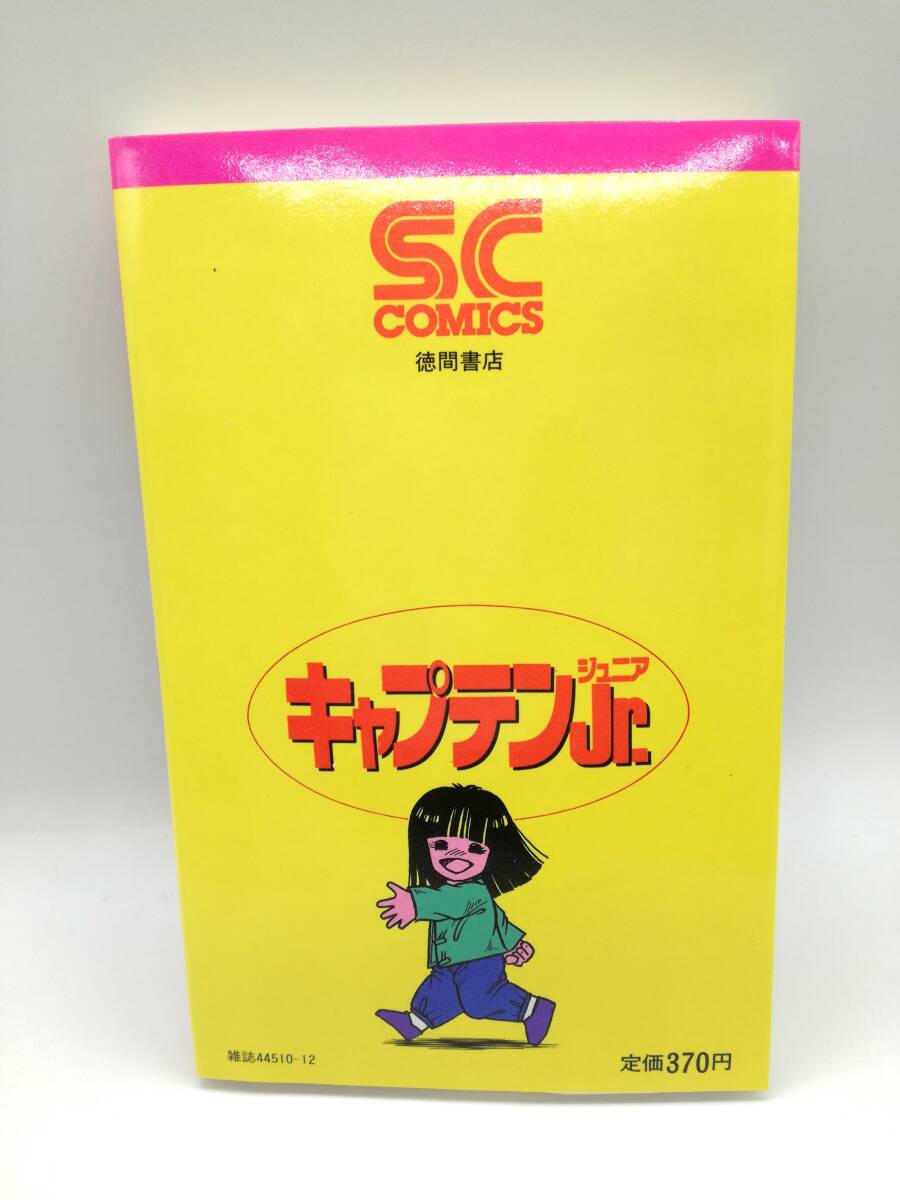 SC
COMICS
徳間書店
ジュニア
キャプテンJr.
雑誌44510-12
定価370円